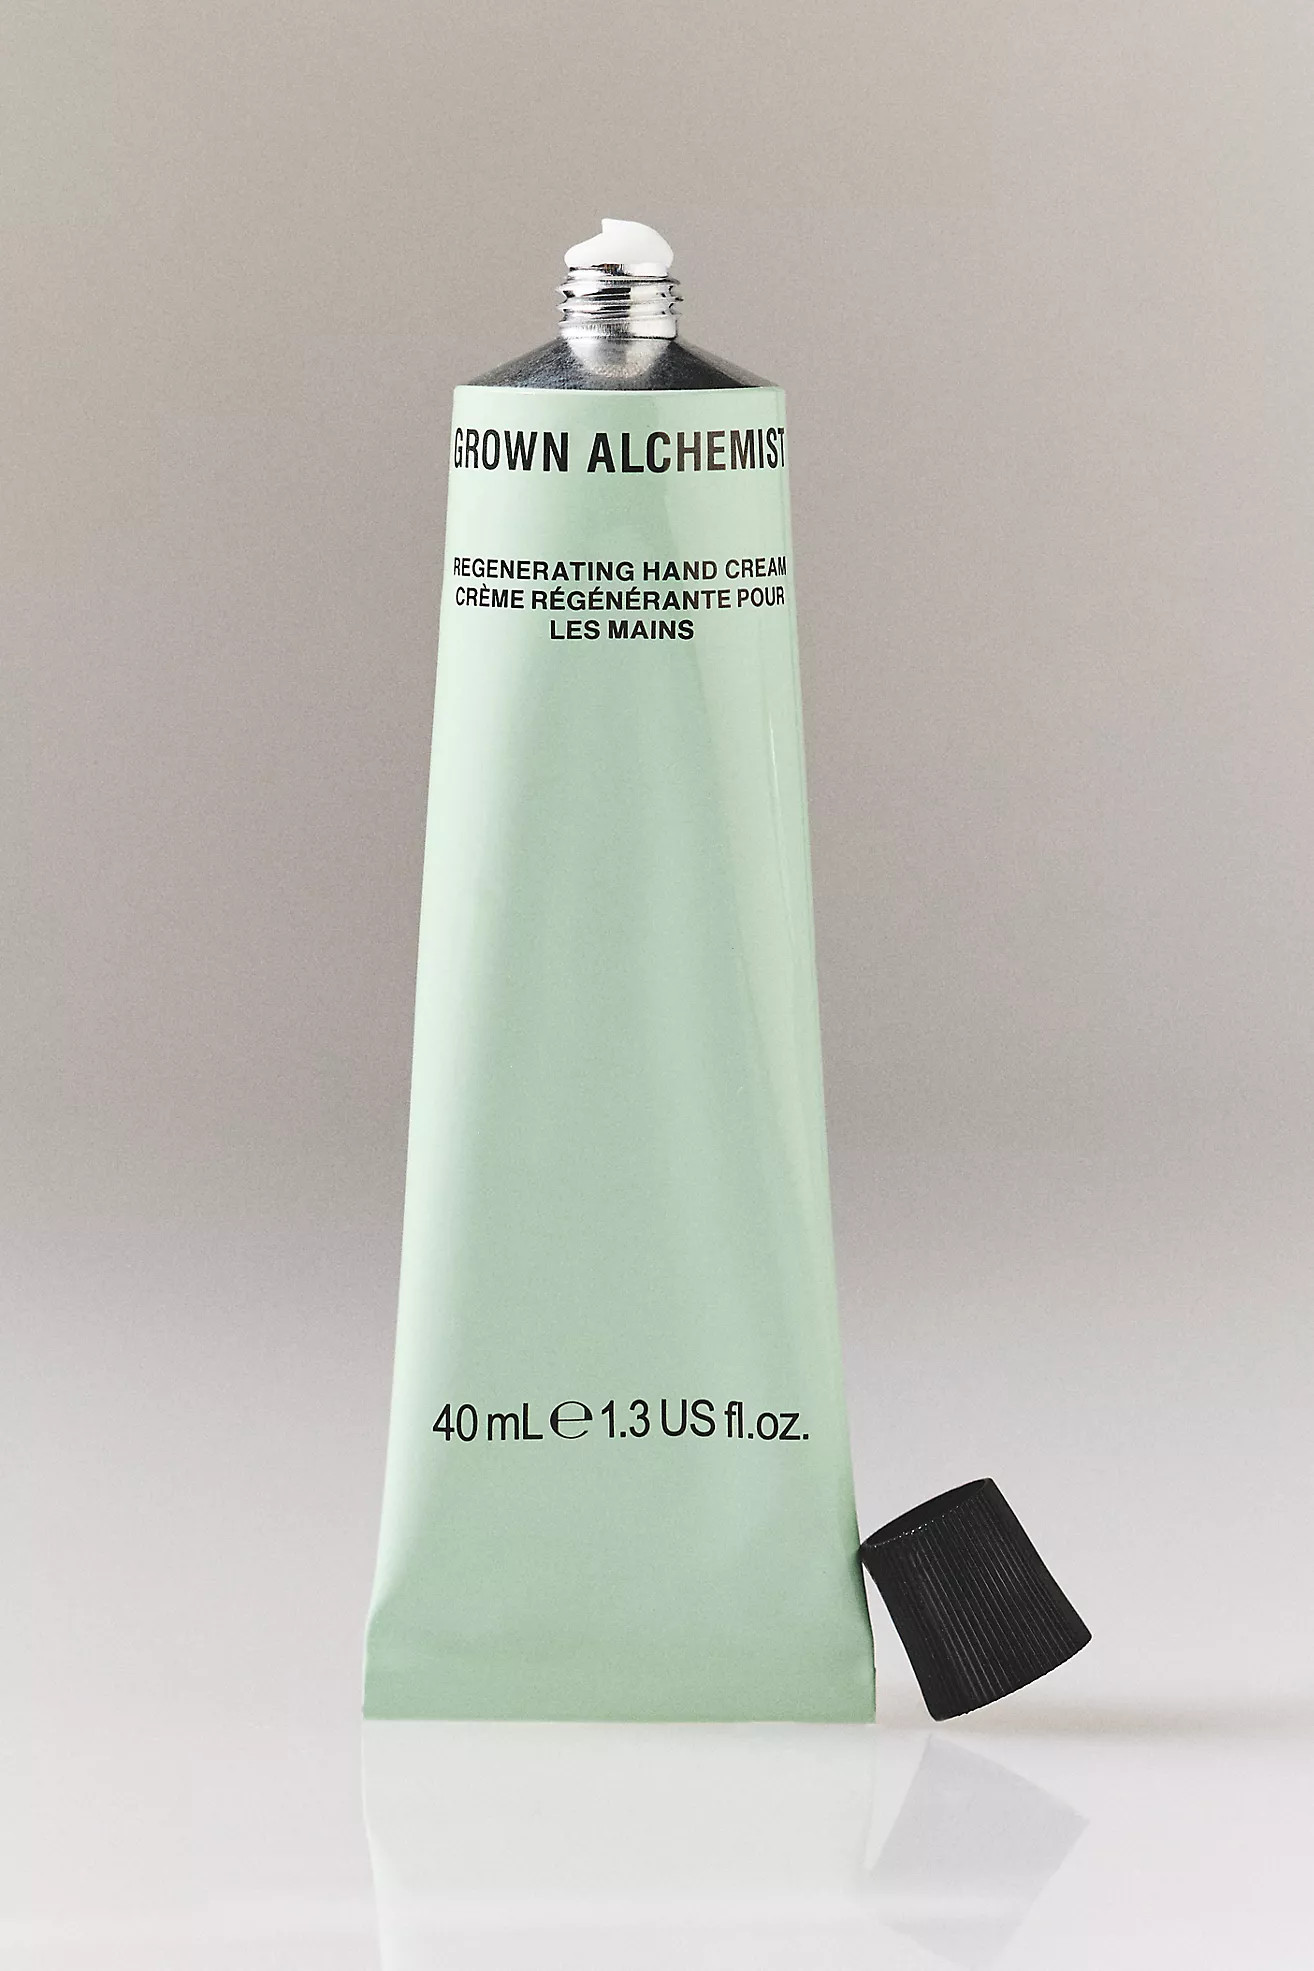 GROWN ALCHEMIST
REGENERATING HAND CREAM
CRÈME RÉGÉNÉRANTE POUR
LES MAINS
40 mL ℮ 1.3 US fl.oz.